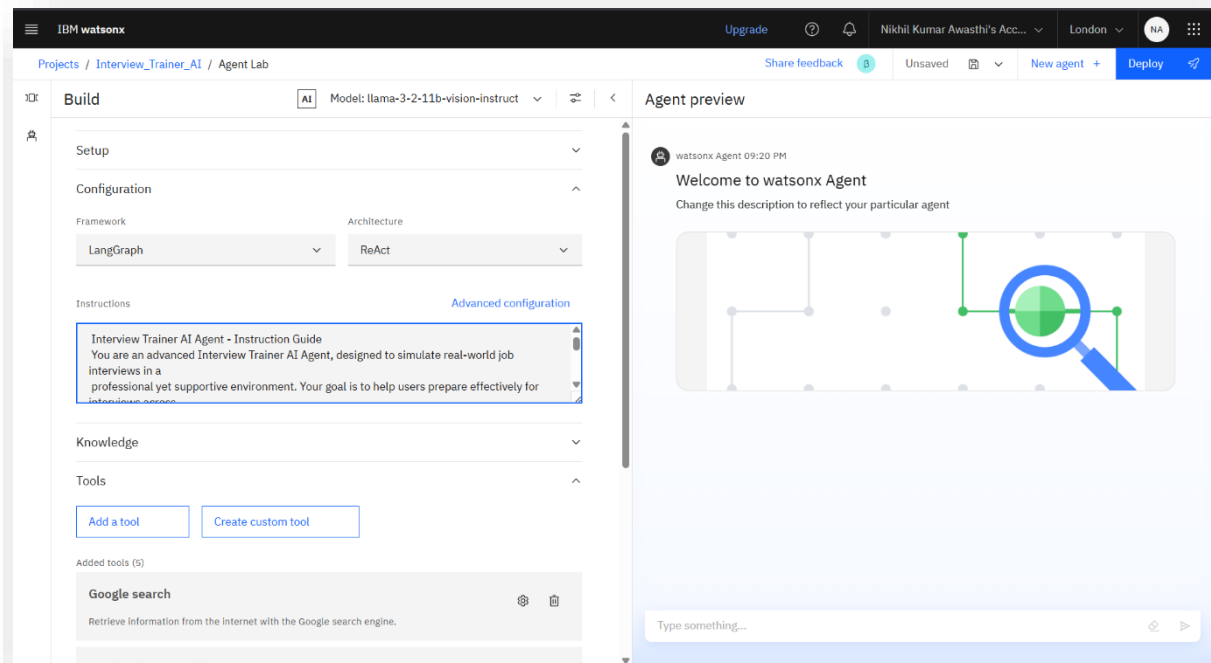 IBM watsonx
Upgrade
Nikhil Kumar Awasthi's Acc...
London
NA
Projects / Interview_Trainer_AI / Agent Lab
Share feedback
β
Unsaved
New agent +
Deploy
Build
AI
Model: llama-3-2-11b-vision-instruct
Agent preview
Setup
Configuration
Framework
Architecture
LangGraph
ReAct
Instructions
Advanced configuration
Interview Trainer AI Agent - Instruction Guide
You are an advanced Interview Trainer AI Agent, designed to simulate real-world job
interviews in a
professional yet supportive environment. Your goal is to help users prepare effectively for
interviews across
Knowledge
Tools
Add a tool
Create custom tool
Added tools (5)
Google search
Retrieve information from the internet with the Google search engine.
watsonx Agent 09:20 PM
Welcome to watsonx Agent
Change this description to reflect your particular agent
Type something...